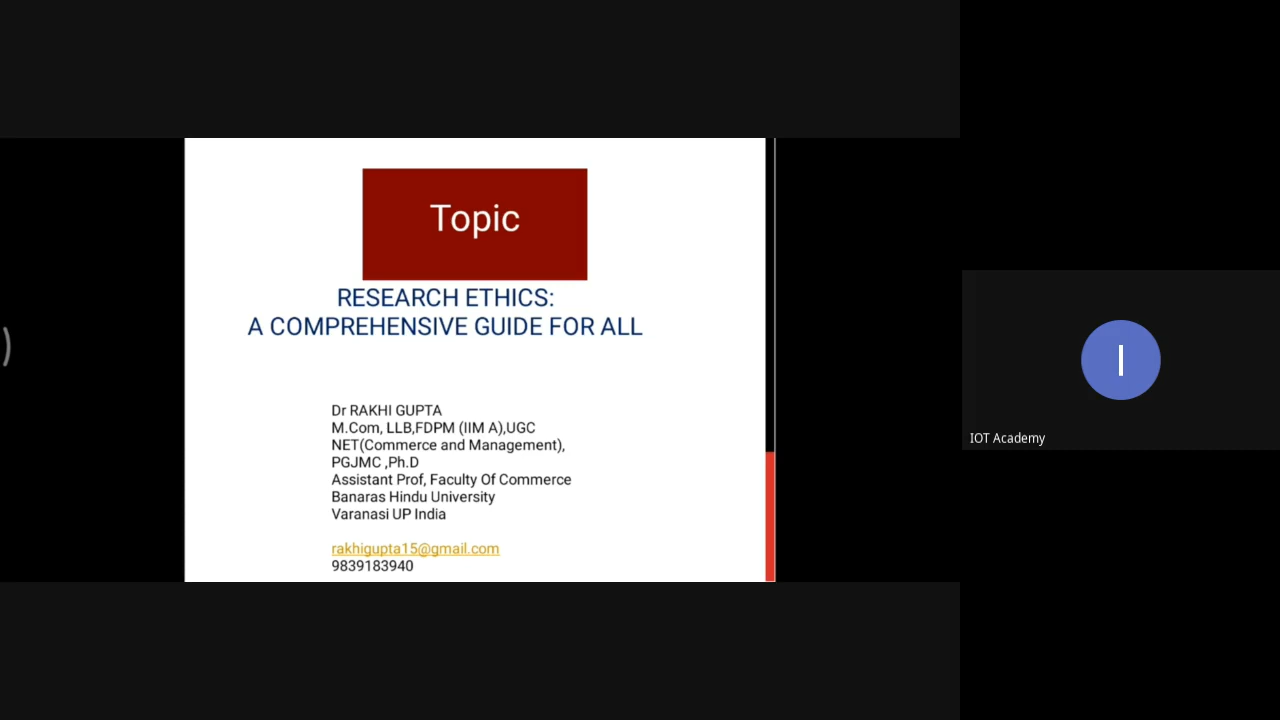 Topic
RESEARCH ETHICS:
A COMPREHENSIVE GUIDE FOR ALL
Dr RAKHI GUPTA
M.Com, LLB,FDPM (IIM A),UGC
NET(Commerce and Management),
PGJMC ,Ph.D
Assistant Prof, Faculty Of Commerce
Banaras Hindu University
Varanasi UP India
rakhigupta15@gmail.com
9839183940
I
IOT Academy